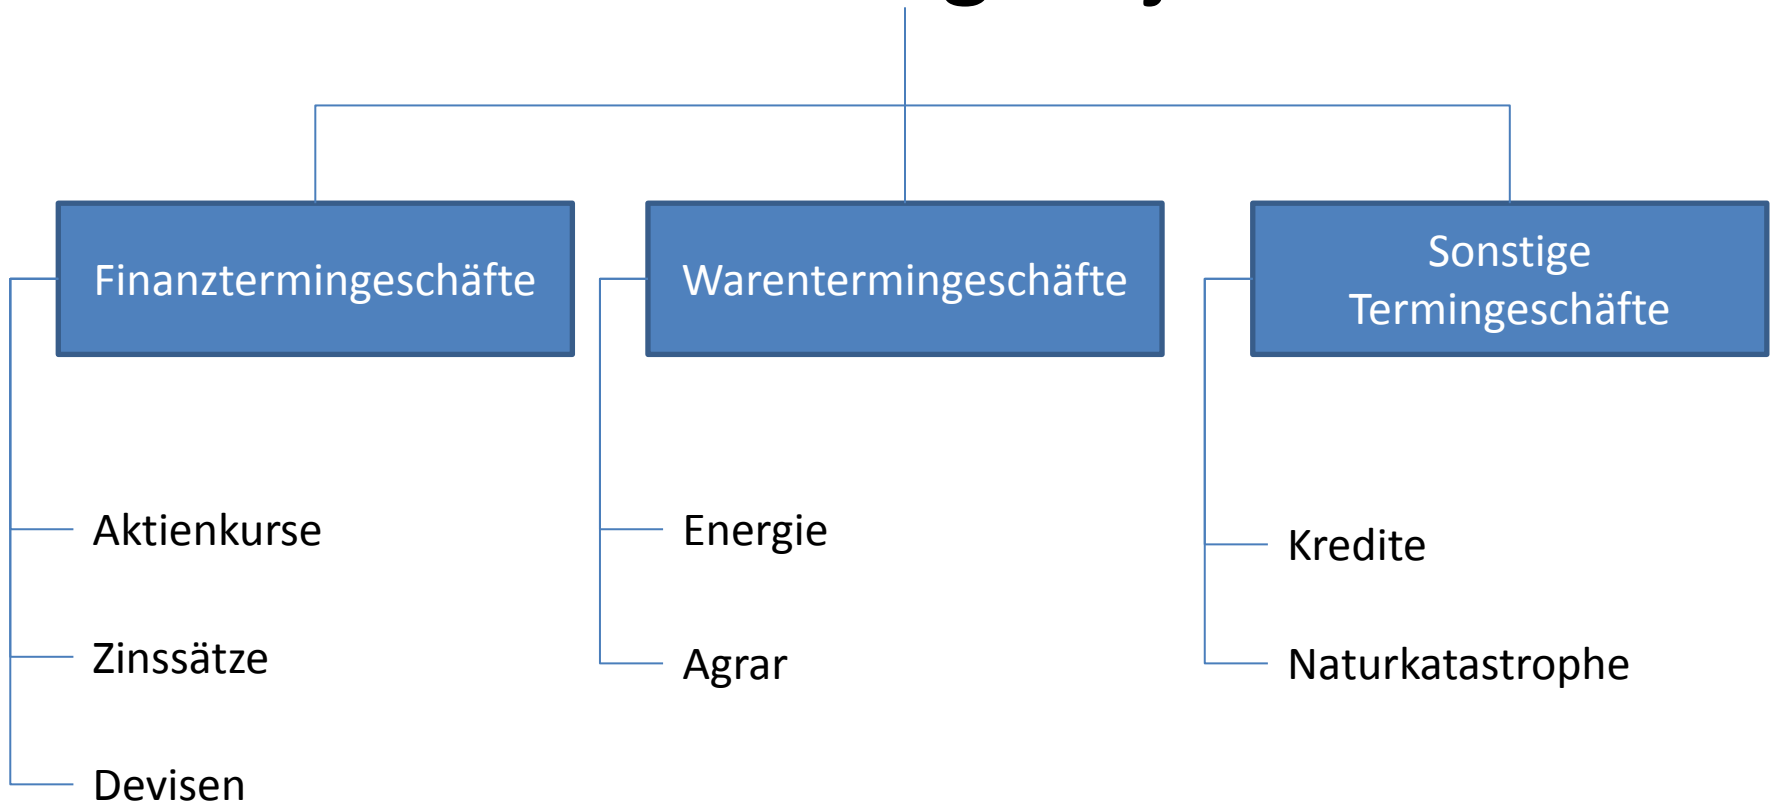 Finanztermingeschäfte
Warentermingeschäfte
Sonstige
Termingeschäfte
Aktienkurse
Zinssätze
Devisen
Energie
Agrar
Kredite
Naturkatastrophe